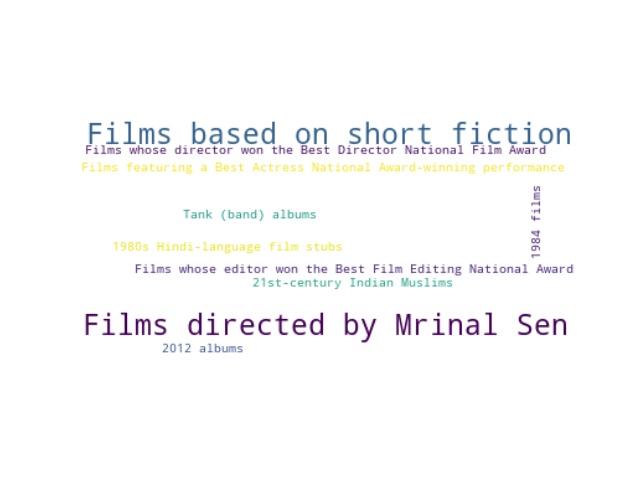 Films based on short fiction
Films whose director won the Best Director National Film Award
Films featuring a Best Actress National Award-winning performance
Tank (band) albums
1984 films
1980s Hindi-language film stubs
Films whose editor won the Best Film Editing National Award
21st-century Indian Muslims
Films directed by Mrinal Sen
2012 albums